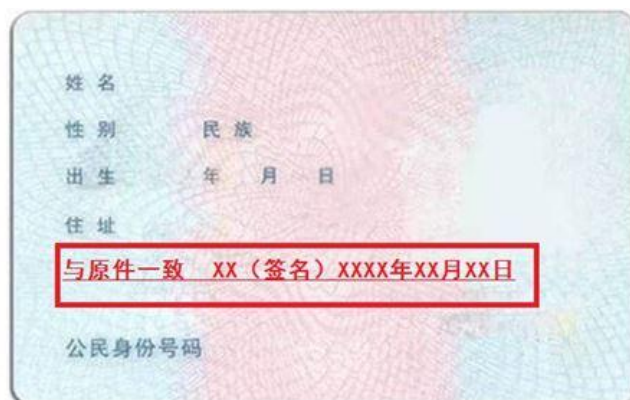 姓 名
性 别 民 族
出 生 年 月 日
住 址
与原件一致 XX（签名）XXXX年XX月XX日
公民身份号码